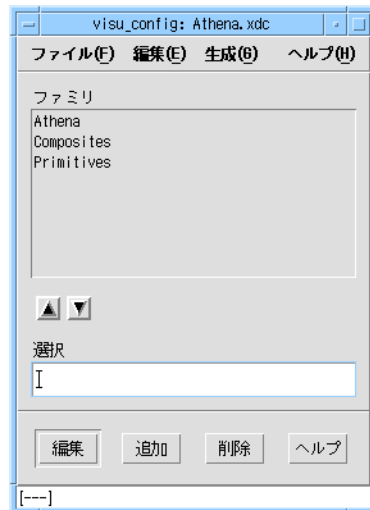 visu_config: Athena.xdc
ファイル(F) 編集(E) 生成(G) ヘルプ(H)
ファミリ
Athena
Composites
Primitives
選択
編集 追加 削除 ヘルプ
[---]